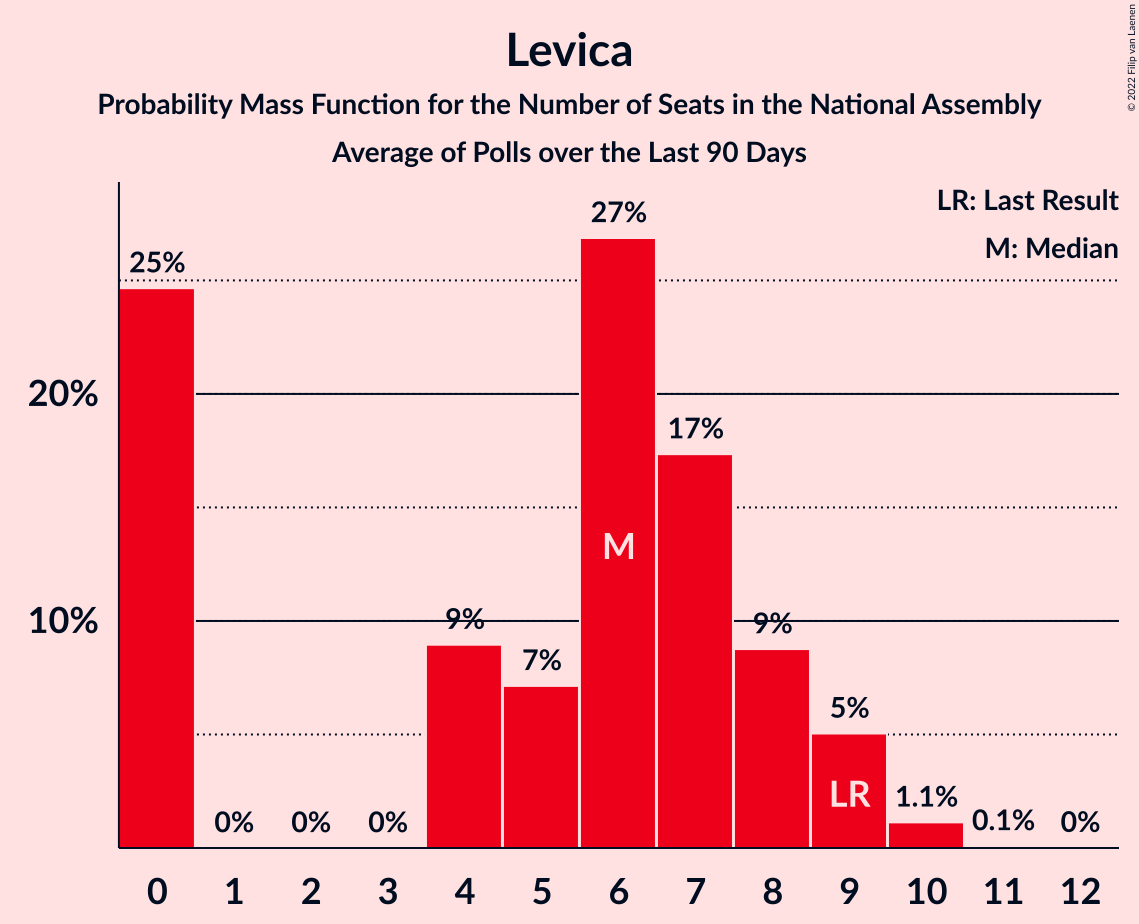 Levica
Probability Mass Function for the Number of Seats in the National Assembly
Average of Polls over the Last 90 Days
© 2022 Filip van Laenen
LR: Last Result
M: Median
27%
25%
20%
17%
M
10%
9%
9%
7%
5%
LR
1.1%
0%
0%
0%
0.1%
0%
0 1 2 3 4 5 6 7 8 9 10 11 12